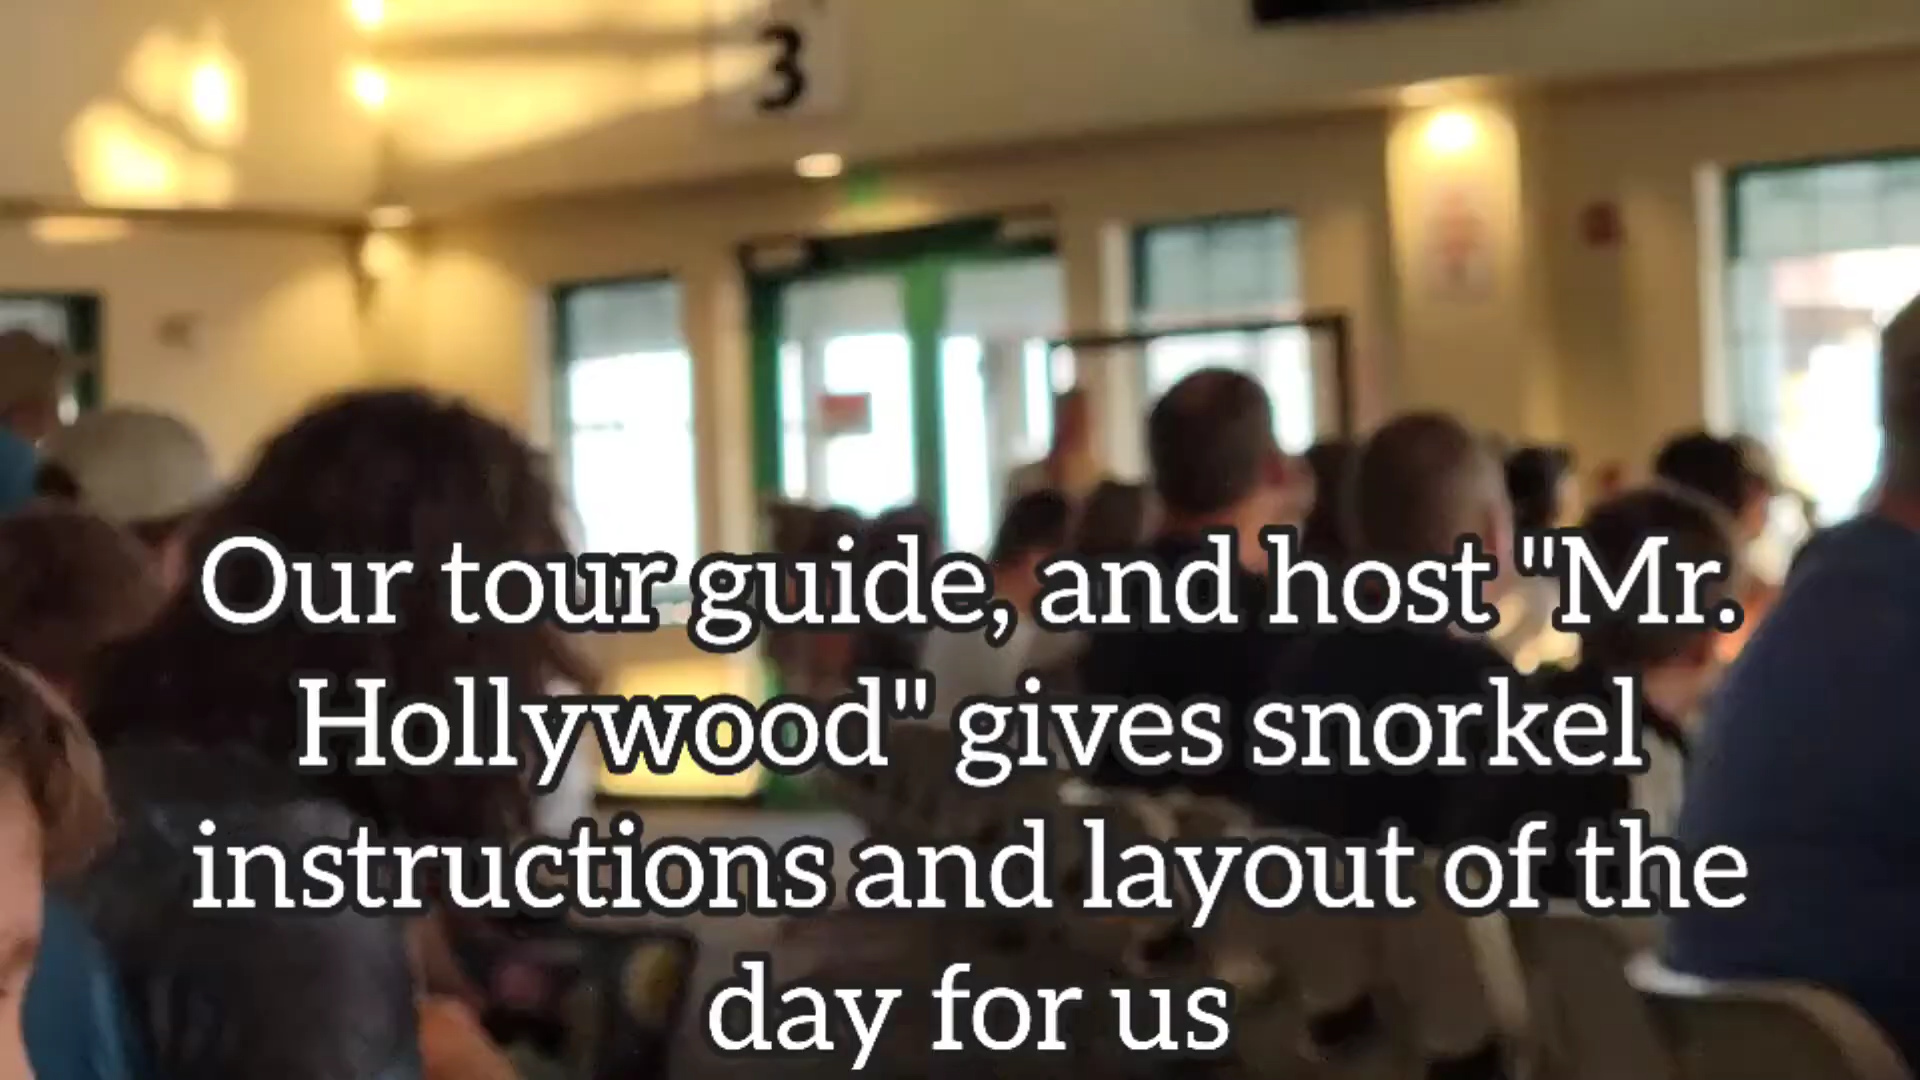 3
Our tour guide, and host "Mr.
Hollywood" gives snorkel
instructions and layout of the
day for us